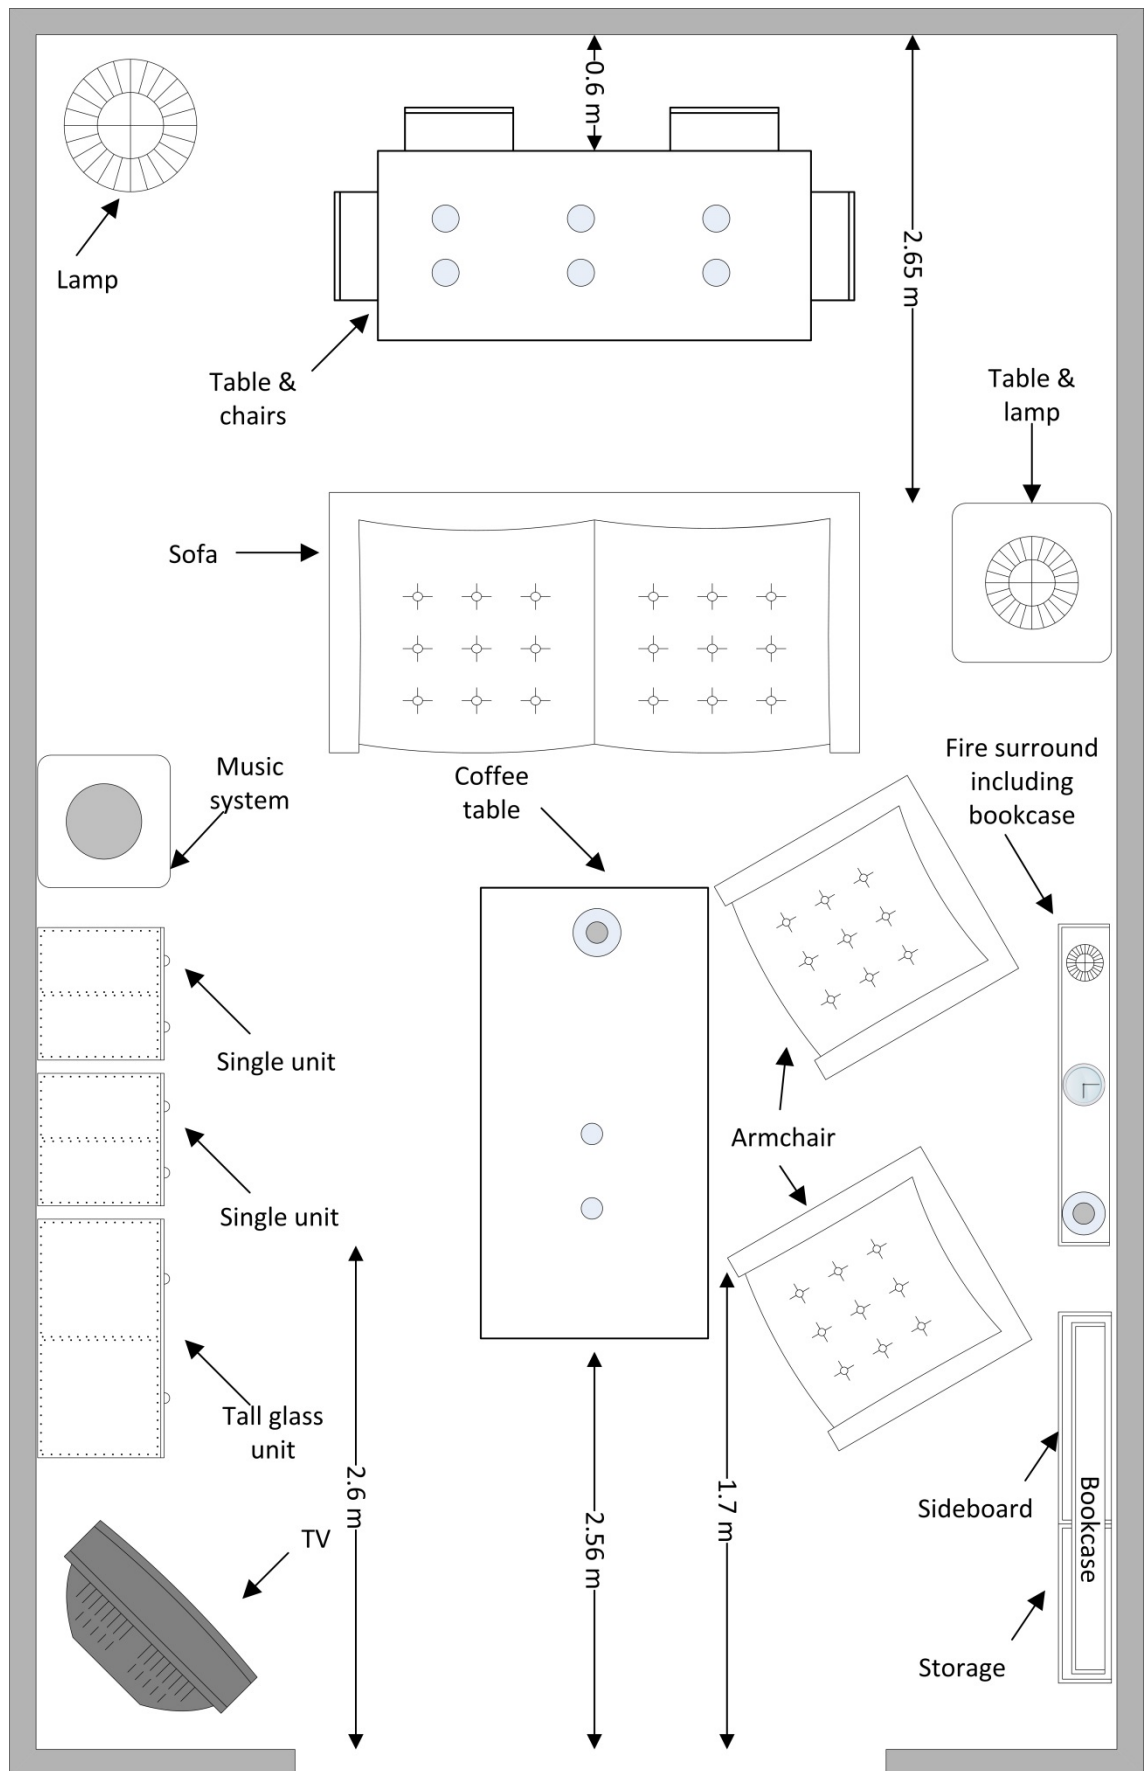 0.6 m
Lamp
2.65 m
Table &
chairs
Table &
lamp
Sofa
Music
system
Coffee
table
Fire surround
including
bookcase
Single unit
Armchair
Single unit
Tall glass
unit
2.6 m
2.56 m
1.7 m
Sideboard
Bookcase
TV
Storage